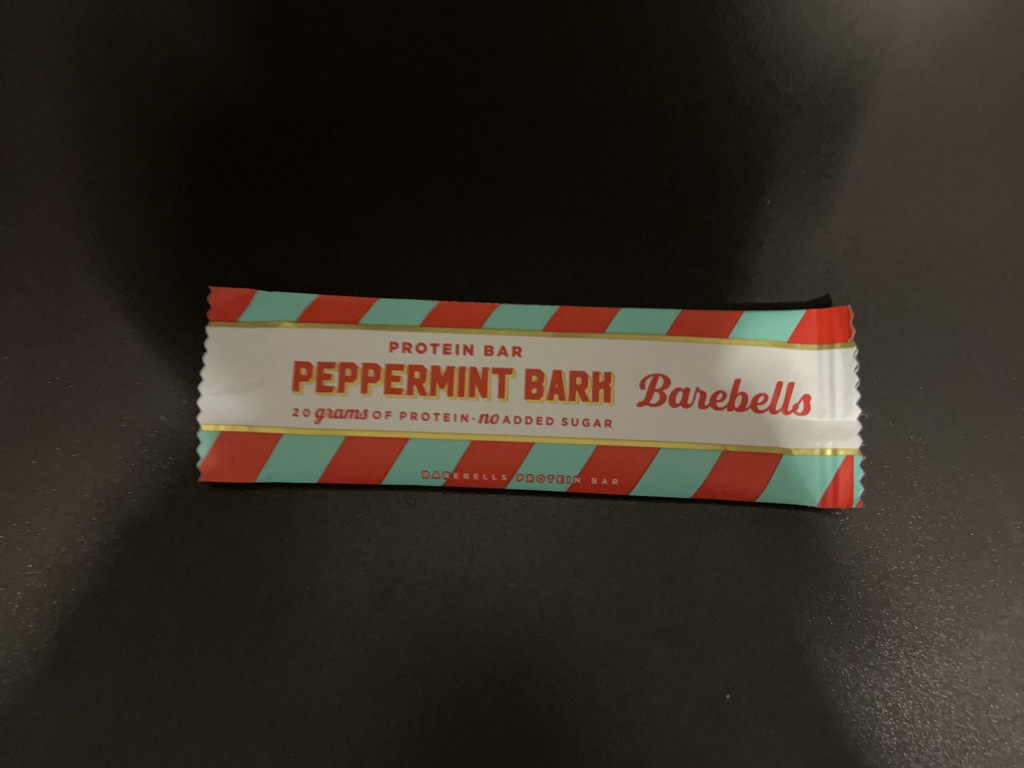 PROTEIN BAR
PEPPERMINT BARK
20 grams OF PROTEIN - no ADDED SUGAR
Barebells
BAREBELLS PROTEIN BAR